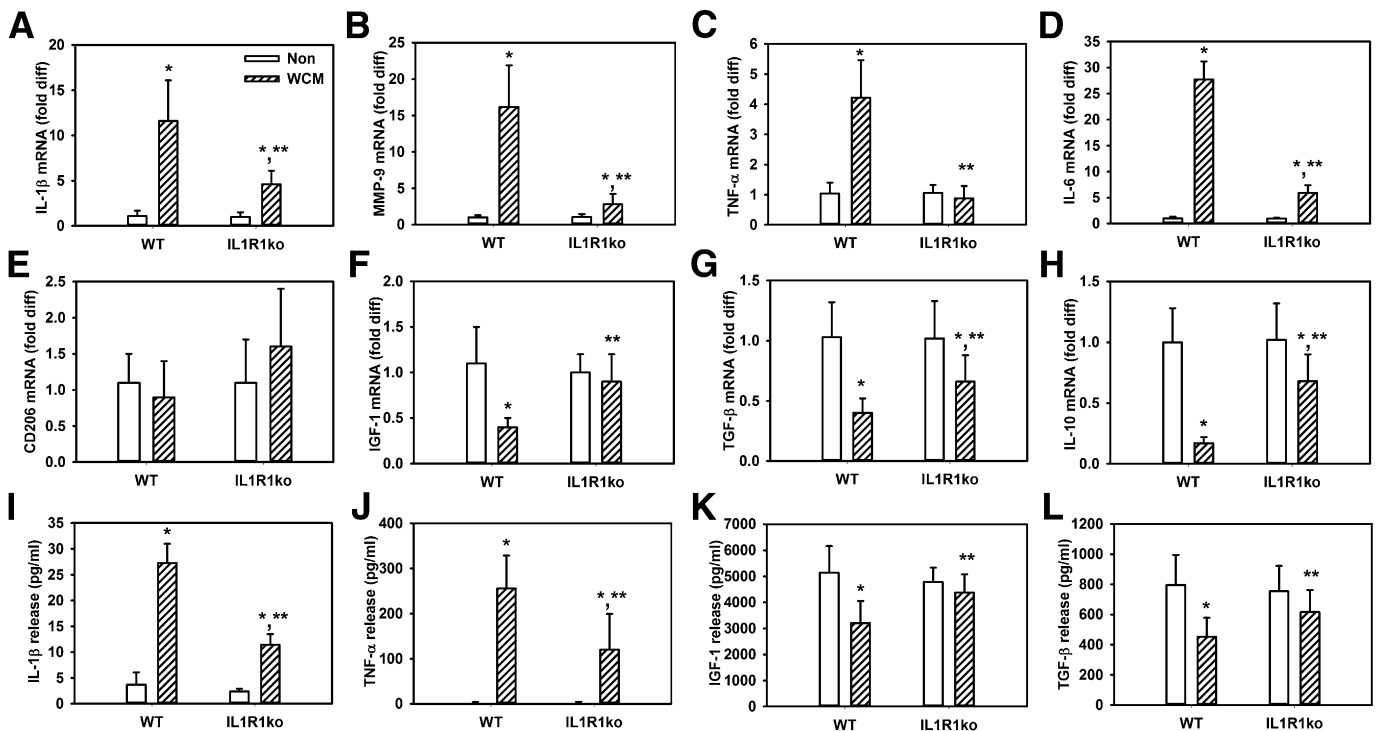 A
IL-1β mRNA (fold diff)
20
15
10
5
0
Non
WCM
*
*,**
WT
IL1R1ko
B
MMP-9 mRNA (fold diff)
25
20
15
10
5
0
*
*,**
WT
IL1R1ko
C
TNF-α mRNA (fold diff)
6
5
4
3
2
1
0
*
**
WT
IL1R1ko
D
IL-6 mRNA (fold diff)
35
30
25
20
15
10
5
0
*
*,**
WT
IL1R1ko
E
CD206 mRNA (fold diff)
2.5
2.0
1.5
1.0
0.5
0.0
WT
IL1R1ko
F
IGF-1 mRNA (fold diff)
2.0
1.5
1.0
0.5
0.0
*
**
WT
IL1R1ko
G
TGF-β mRNA (fold diff)
1.5
1.0
0.5
0.0
*
*,**
WT
IL1R1ko
H
IL-10 mRNA (fold diff)
1.5
1.0
0.5
0.0
*
*,**
WT
IL1R1ko
I
IL-1β release (pg/ml)
35
30
25
20
15
10
5
0
*
*,**
WT
IL1R1ko
J
TNF-α release (pg/ml)
400
300
200
100
0
*
*,**
WT
IL1R1ko
K
IGF-1 release (pg/ml)
7000
6000
5000
4000
3000
2000
1000
0
*
**
WT
IL1R1ko
L
TGF-β release (pg/ml)
1200
1000
800
600
400
200
0
*
**
WT
IL1R1ko